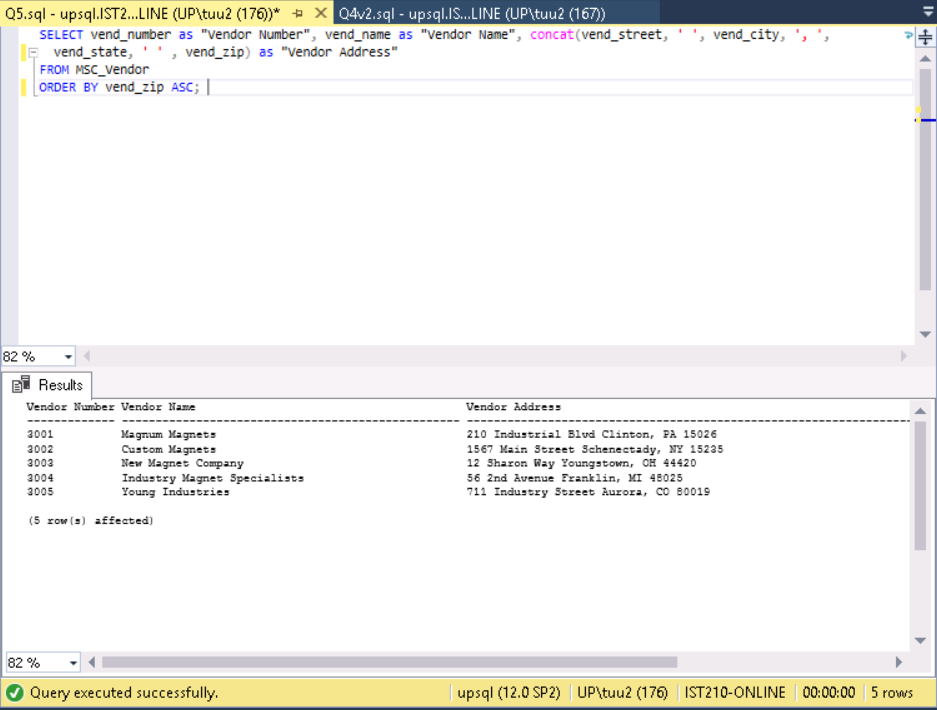 Q5.sql - upsql.IST2...LINE (UP\tuu2 (176))* Q4v2.sql - upsql.IS...LINE (UP\tuu2 (167))
SELECT vend_number as "Vendor Number", vend_name as "Vendor Name", concat(vend_street, ' ', vend_city, ', ',
vend_state, ' ' , vend_zip) as "Vendor Address"
FROM MSC_Vendor
ORDER BY vend_zip ASC;
82 %
Results
Vendor Number Vendor Name Vendor Address
3001 Magnum Magnets 210 Industrial Blvd Clinton, PA 15026
3002 Custom Magnets 1567 Main Street Schenectady, NY 15235
3003 New Magnet Company 12 Sharon Way Youngstown, OH 44420
3004 Industry Magnet Specialists 56 2nd Avenue Franklin, MI 48025
3005 Young Industries 711 Industry Street Aurora, CO 80019
(5 row(s) affected)
82 %
Query executed successfully. upsql (12.0 SP2) UP\tuu2 (176) IST210-ONLINE 00:00:00 5 rows